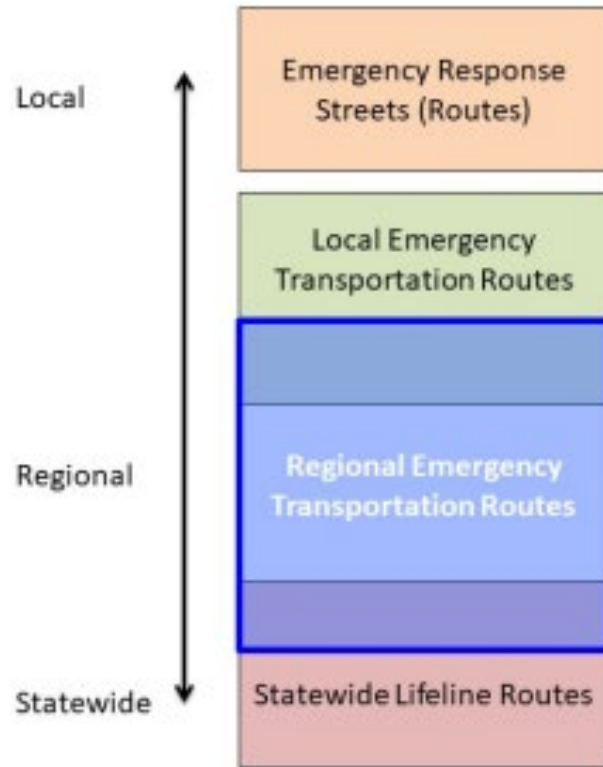 Local
Emergency Response
Streets (Routes)
Local Emergency
Transportation Routes
Regional
Regional Emergency
Transportation Routes
Statewide
Statewide Lifeline Routes